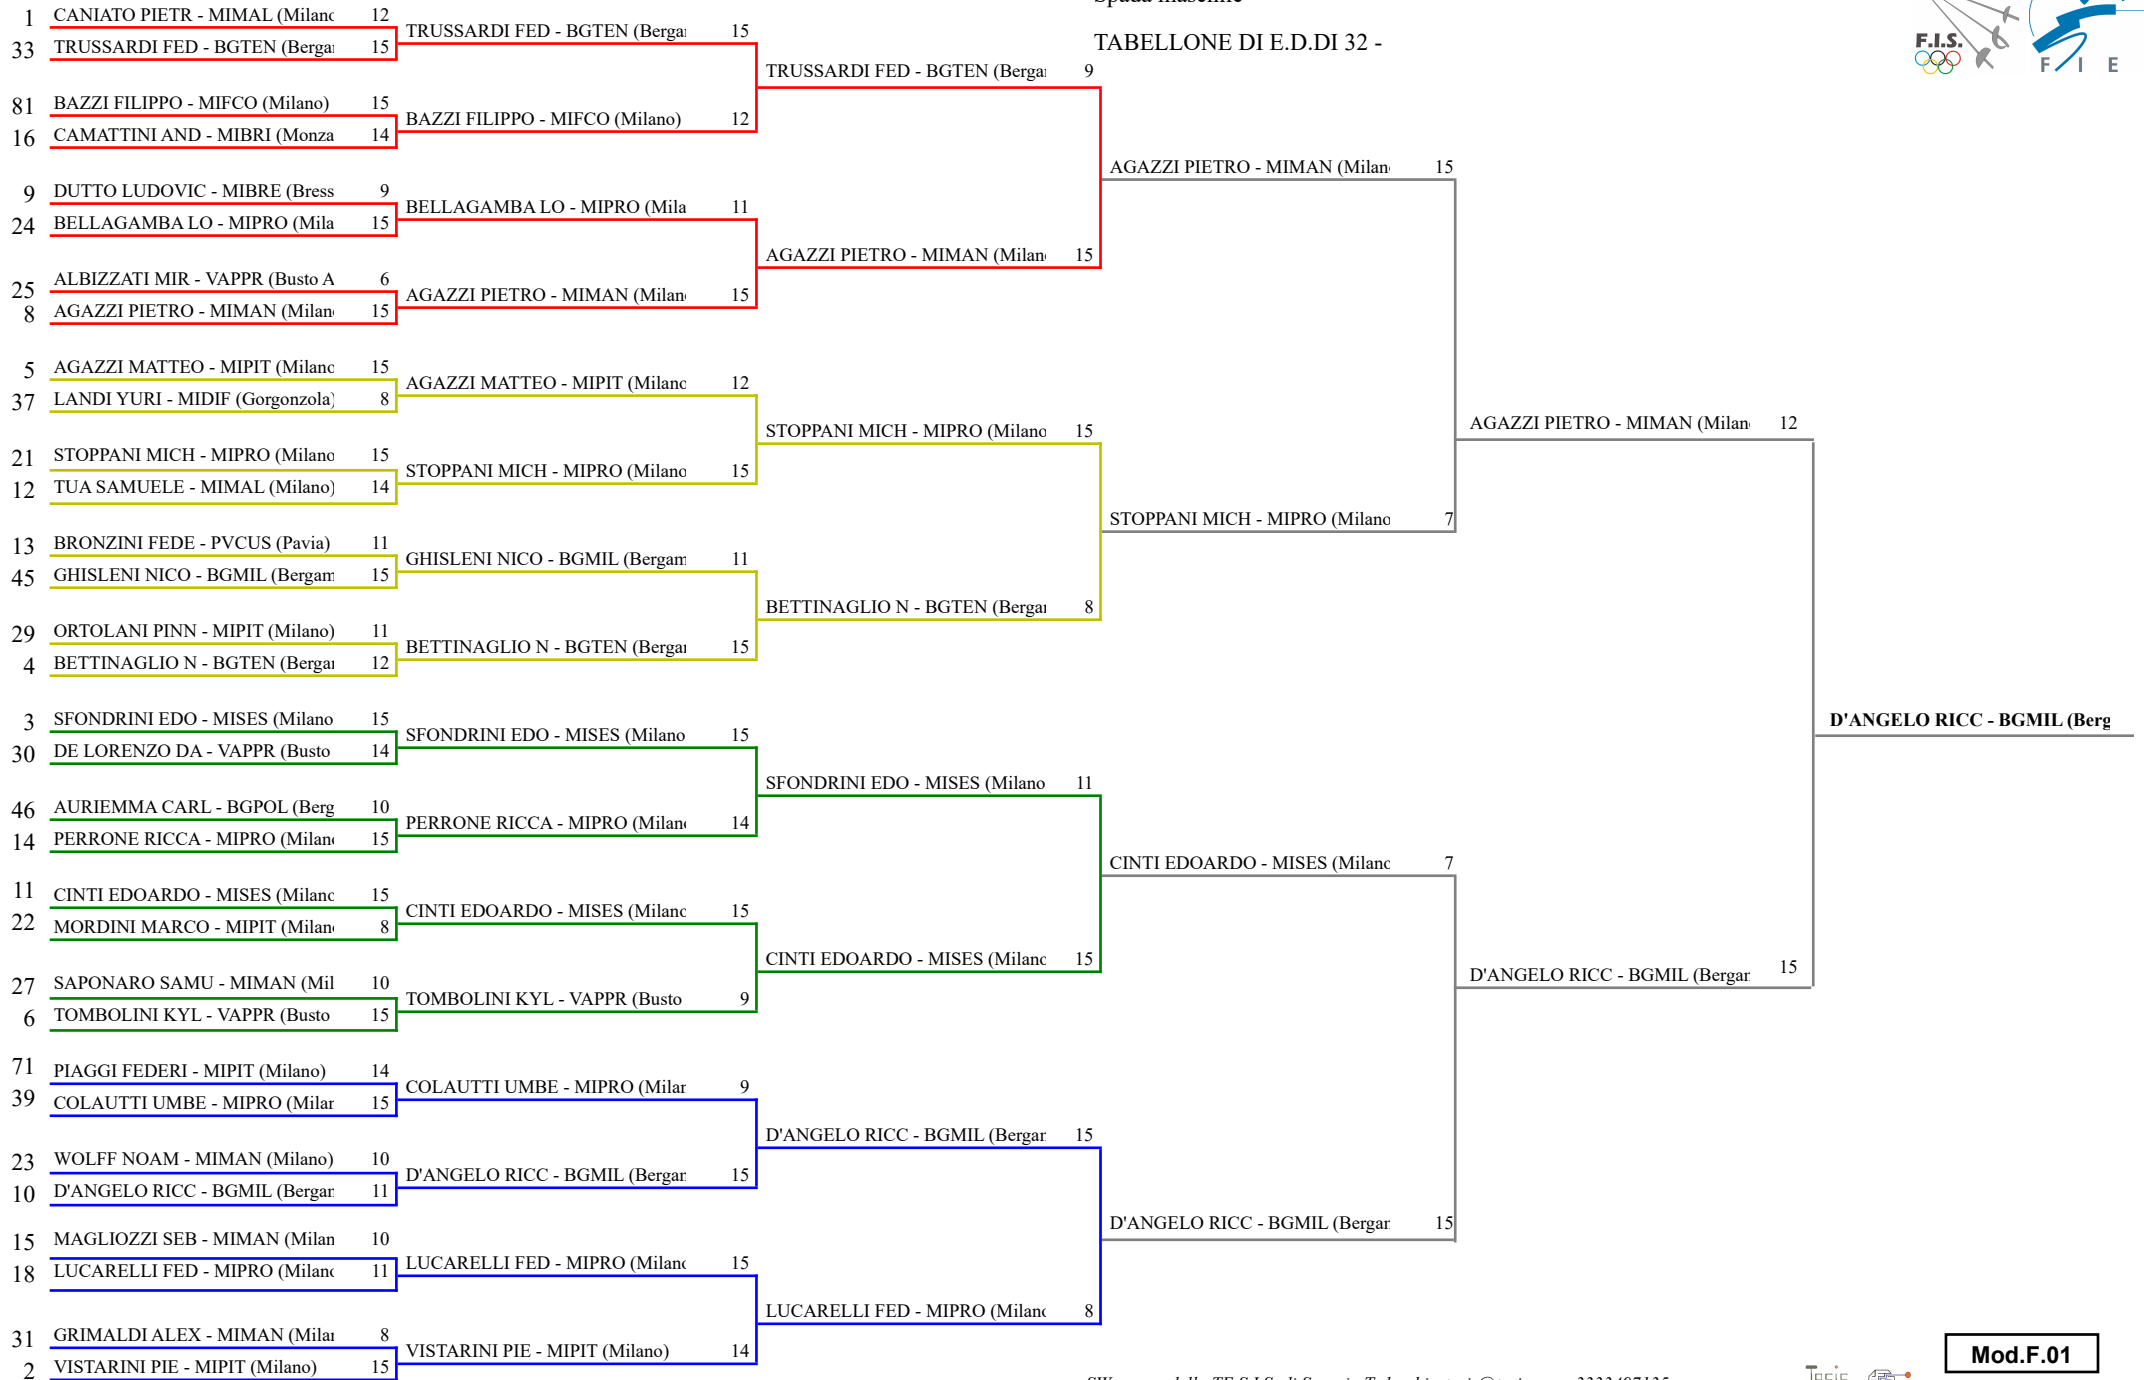 TABELLONE DI E.D.DI 32 -
F.I.S.
F I E
1 CANIATO PIETR - MIMAL (Milanc 12
33 TRUSSARDI FED - BGTEN (Bergai 15
81 BAZZI FILIPPO - MIFCO (Milano) 15
16 CAMATTINI AND - MIBRI (Monza 14
9 DUTTO LUDOVIC - MIBRE (Bress 9
24 BELLAGAMBA LO - MIPRO (Mila 15
25 ALBIZZATI MIR - VAPPR (Busto A 6
8 AGAZZI PIETRO - MIMAN (Milan 15
5 AGAZZI MATTEO - MIPIT (Milanc 15
37 LANDI YURI - MIDIF (Gorgonzola) 8
21 STOPPANI MICH - MIPRO (Milano 15
12 TUA SAMUELE - MIMAL (Milano) 14
13 BRONZINI FEDE - PVCUS (Pavia) 11
45 GHISLENI NICO - BGMIL (Bergam 15
29 ORTOLANI PINN - MIPIT (Milano) 11
4 BETTINAGLIO N - BGTEN (Bergai 12
3 SFONDRINI EDO - MISES (Milano 15
30 DE LORENZO DA - VAPPR (Busto 14
46 AURIEMMA CARL - BGPOL (Berg 10
14 PERRONE RICCA - MIPRO (Milan 15
11 CINTI EDOARDO - MISES (Milanc 15
22 MORDINI MARCO - MIPIT (Milan 8
27 SAPONARO SAMU - MIMAN (Mil 10
6 TOMBOLINI KYL - VAPPR (Busto 15
71 PIAGGI FEDERI - MIPIT (Milano) 14
39 COLAUTTI UMBE - MIPRO (Milar 15
23 WOLFF NOAM - MIMAN (Milano) 10
10 D'ANGELO RICC - BGMIL (Bergar 11
15 MAGLIOZZI SEB - MIMAN (Milan 10
18 LUCARELLI FED - MIPRO (Milanc 11
31 GRIMALDI ALEX - MIMAN (Milar 8
2 VISTARINI PIE - MIPIT (Milano) 15
TRUSSARDI FED - BGTEN (Bergai 15
BAZZI FILIPPO - MIFCO (Milano) 12
BELLAGAMBA LO - MIPRO (Mila 11
AGAZZI PIETRO - MIMAN (Milan 15
AGAZZI MATTEO - MIPIT (Milanc 12
STOPPANI MICH - MIPRO (Milano 15
GHISLENI NICO - BGMIL (Bergam 11
BETTINAGLIO N - BGTEN (Bergai 15
SFONDRINI EDO - MISES (Milano 15
PERRONE RICCA - MIPRO (Milan 14
CINTI EDOARDO - MISES (Milanc 15
TOMBOLINI KYL - VAPPR (Busto 9
COLAUTTI UMBE - MIPRO (Milar 9
D'ANGELO RICC - BGMIL (Bergar 15
LUCARELLI FED - MIPRO (Milanc 15
VISTARINI PIE - MIPIT (Milano) 14
TRUSSARDI FED - BGTEN (Bergai 9
AGAZZI PIETRO - MIMAN (Milan 15
STOPPANI MICH - MIPRO (Milano 15
BETTINAGLIO N - BGTEN (Bergai 8
SFONDRINI EDO - MISES (Milano 11
CINTI EDOARDO - MISES (Milanc 15
D'ANGELO RICC - BGMIL (Bergar 15
LUCARELLI FED - MIPRO (Milanc 8
AGAZZI PIETRO - MIMAN (Milan 15
STOPPANI MICH - MIPRO (Milano 7
CINTI EDOARDO - MISES (Milanc 7
D'ANGELO RICC - BGMIL (Bergar 15
AGAZZI PIETRO - MIMAN (Milan 12
D'ANGELO RICC - BGMIL (Bergar 15
D'ANGELO RICC - BGMIL (Berg
Mod.F.01